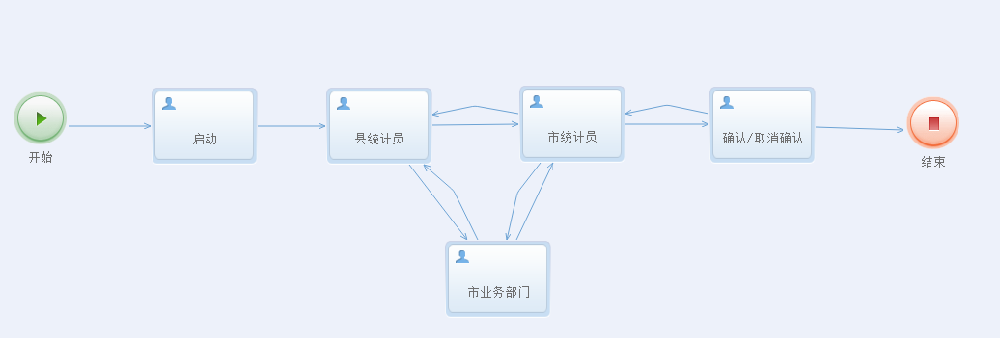 开始
启动
县统计员
市统计员
确认/取消确认
结束
市业务部门